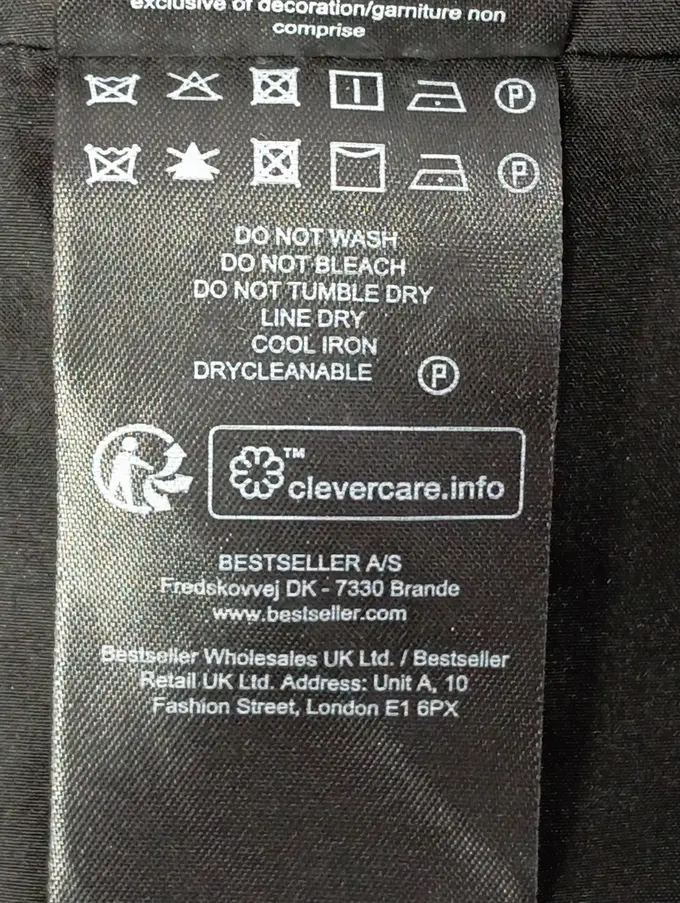 exclusive of decoration/garniture non
comprise
P
P
DO NOT WASH
DO NOT BLEACH
DO NOT TUMBLE DRY
LINE DRY
COOL IRON
DRYCLEANABLE P
™
clevercare.info
BESTSELLER A/S
Fredskovvej DK - 7330 Brande
www.bestseller.com
Bestseller Wholesales UK Ltd. / Bestseller
Retail UK Ltd. Address: Unit A, 10
Fashion Street, London E1 6PX